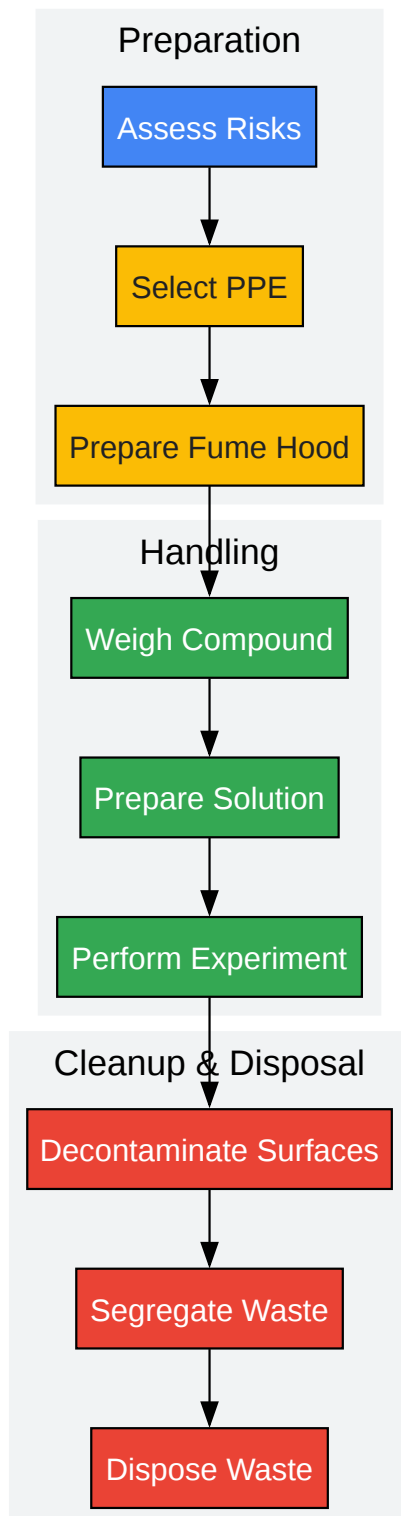 Preparation
Assess Risks
Select PPE
Prepare Fume Hood
Handling
Weigh Compound
Prepare Solution
Perform Experiment
Cleanup & Disposal
Decontaminate Surfaces
Segregate Waste
Dispose Waste